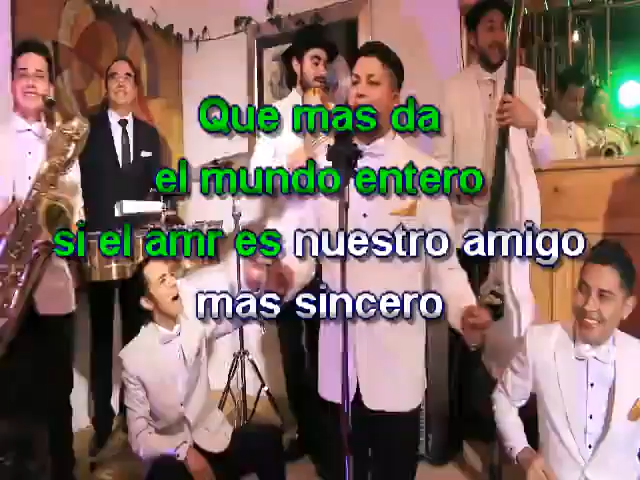 Que mas da
el mundo entero
si el amr es nuestro amigo
mas sincero